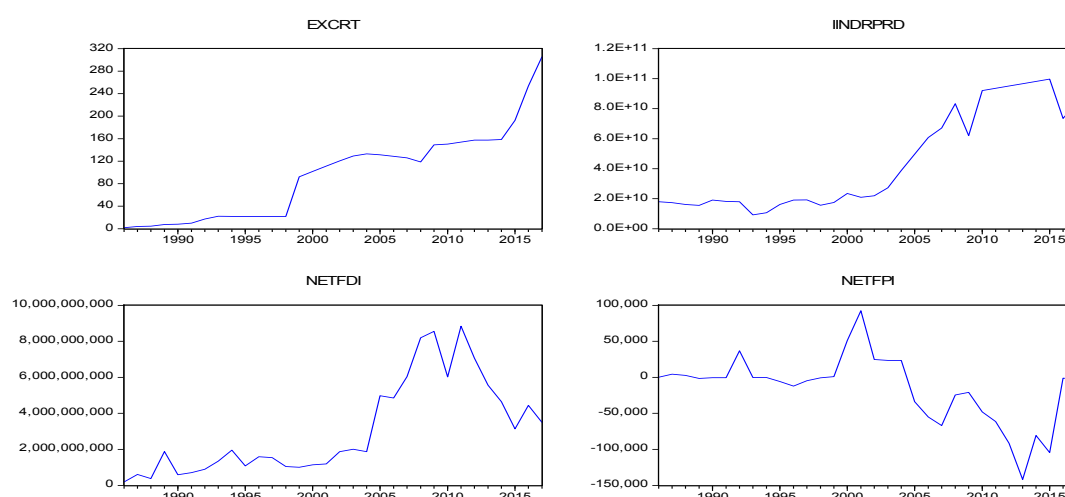 EXCRT
320
280
240
200
160
120
80
40
0
1990 1995 2000 2005 2010 2015
IINDRPRD
1.2E+11
1.0E+11
8.0E+10
6.0E+10
4.0E+10
2.0E+10
0.0E+00
1990 1995 2000 2005 2010 2015
NETFDI
10,000,000,000
8,000,000,000
6,000,000,000
4,000,000,000
2,000,000,000
0
1990 1995 2000 2005 2010 2015
NETFPI
100,000
50,000
0
-50,000
-100,000
-150,000
1990 1995 2000 2005 2010 2015